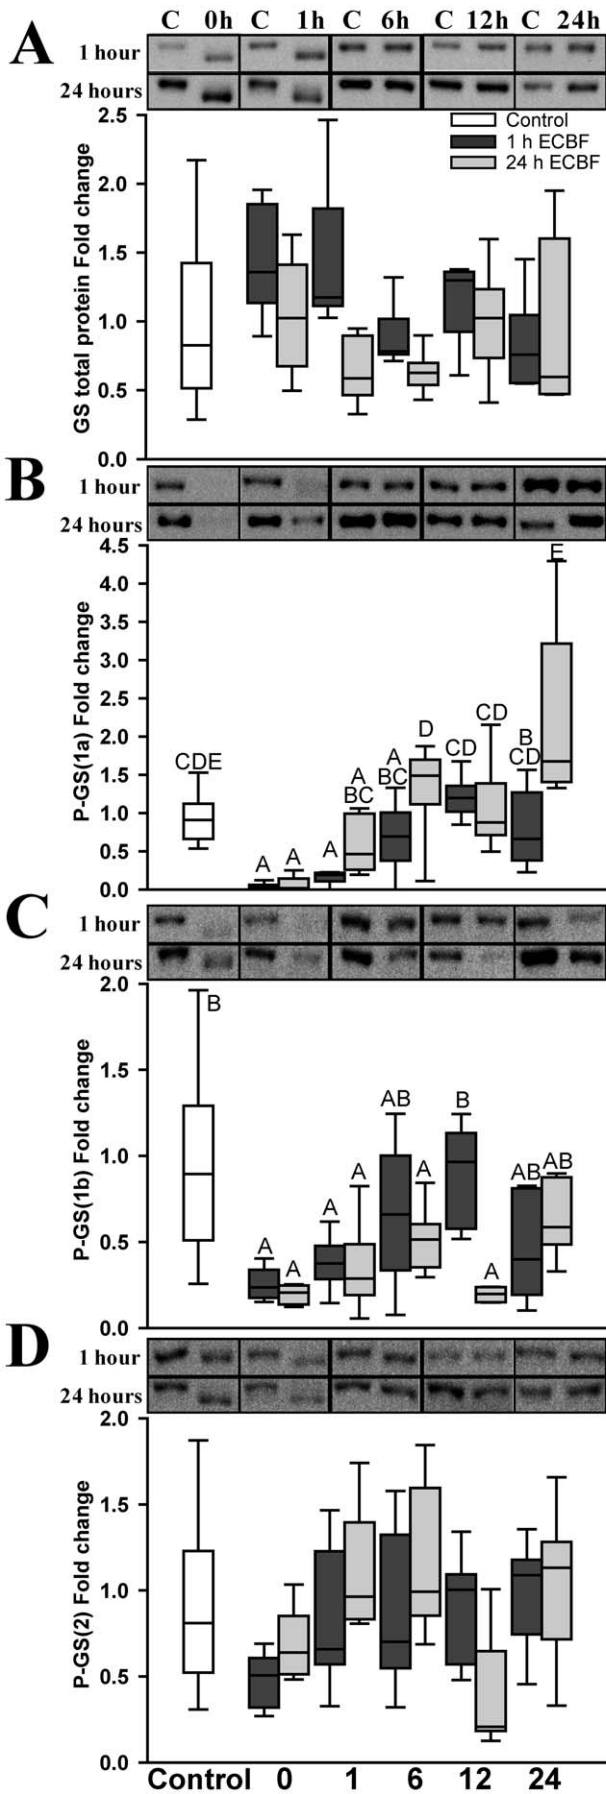 A
C 0h C 1h C 6h C 12h C 24h
1 hour
24 hours
GS total protein Fold change
2.5
2.0
1.5
1.0
0.5
0.0
Control
1 h ECBF
24 h ECBF
B
1 hour
24 hours
P-GS(1a) Fold change
4.5
4.0
3.5
3.0
2.5
2.0
1.5
1.0
0.5
0.0
CDE
A
A
A
A
BC
A
BC
D
CD
CD
B
CD
E
C
1 hour
24 hours
P-GS(1b) Fold change
2.0
1.5
1.0
0.5
0.0
B
A
A
A
A
AB
A
B
A
AB
AB
D
1 hour
24 hours
P-GS(2) Fold change
2.0
1.5
1.0
0.5
0.0
Control 0 1 6 12 24